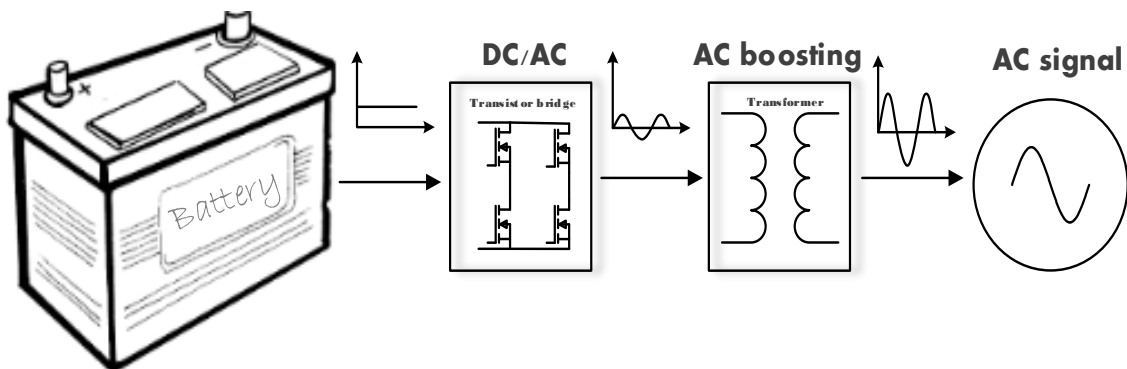 Battery
+
−
DC/AC
Transistor bridge
AC boosting
Transformer
AC signal